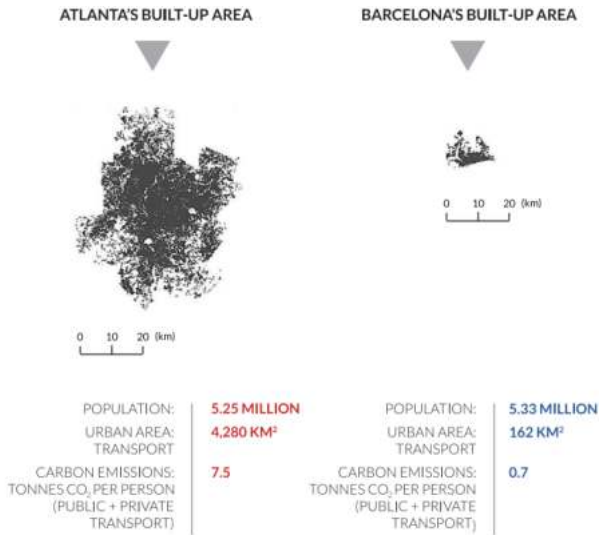 ATLANTA'S BUILT-UP AREA
BARCELONA'S BUILT-UP AREA
0 10 20 (km)
0 10 20 (km)
POPULATION: 5.25 MILLION
URBAN AREA: 4,280 KM²
TRANSPORT
CARBON EMISSIONS: 7.5
TONNES CO₂ PER PERSON
(PUBLIC + PRIVATE
TRANSPORT)
POPULATION: 5.33 MILLION
URBAN AREA: 162 KM²
TRANSPORT
CARBON EMISSIONS: 0.7
TONNES CO₂ PER PERSON
(PUBLIC + PRIVATE
TRANSPORT)